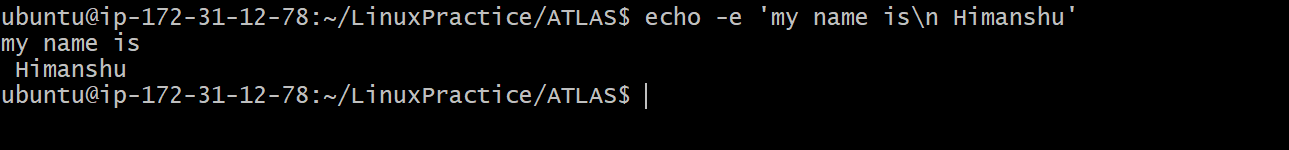 ubuntu@ip-172-31-12-78:~/LinuxPractice/ATLAS$ echo -e 'my name is\n Himanshu'
my name is
 Himanshu
ubuntu@ip-172-31-12-78:~/LinuxPractice/ATLAS$